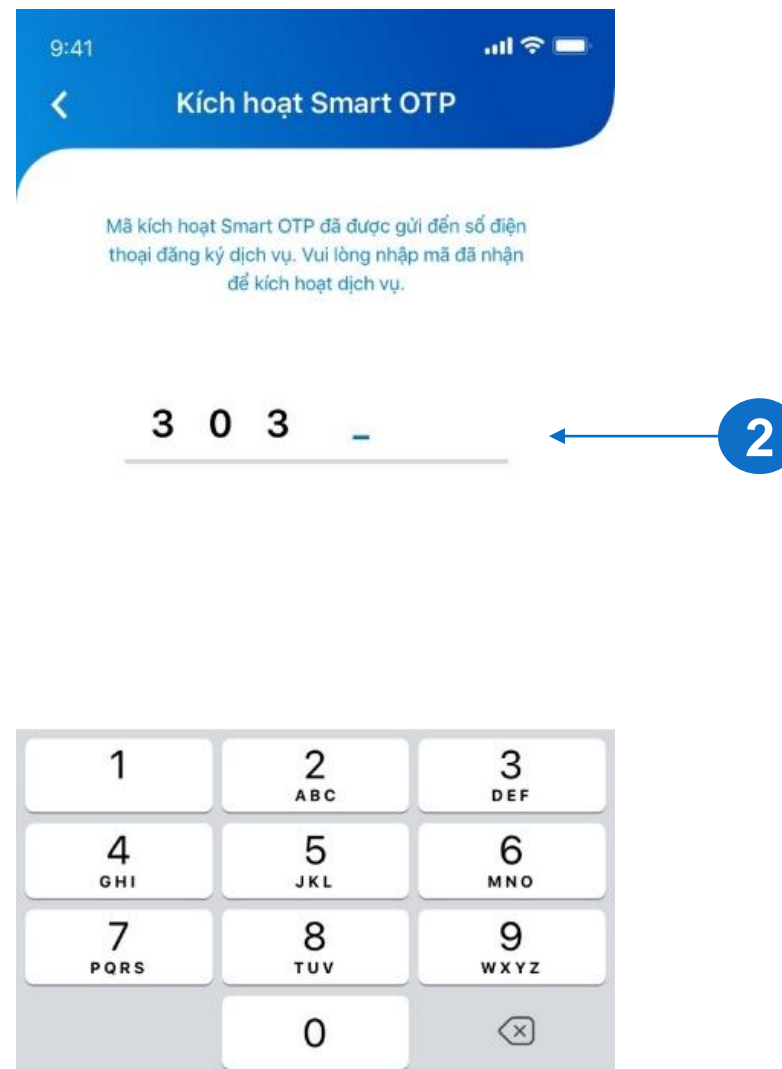 9:41
Kích hoạt Smart OTP
Mã kích hoạt Smart OTP đã được gửi đến số điện
thoại đăng ký dịch vụ. Vui lòng nhập mã đã nhận
để kích hoạt dịch vụ.
3 0 3 _
2
1 2 3
ABC DEF
4 5 6
GHI JKL MNO
7 8 9
PQRS TUV WXYZ
0